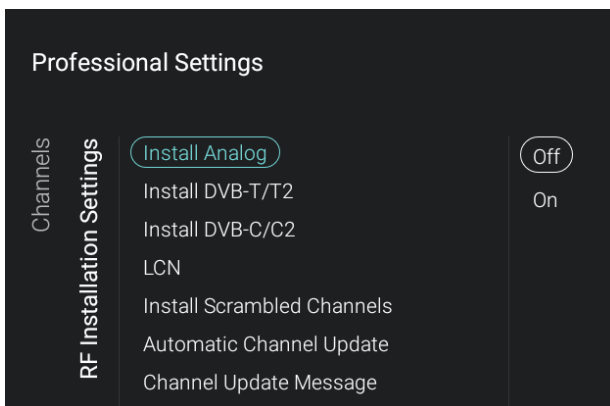 Professional Settings
Channels
RF Installation Settings
Install Analog
Install DVB-T/T2
Install DVB-C/C2
LCN
Install Scrambled Channels
Automatic Channel Update
Channel Update Message
Off
On